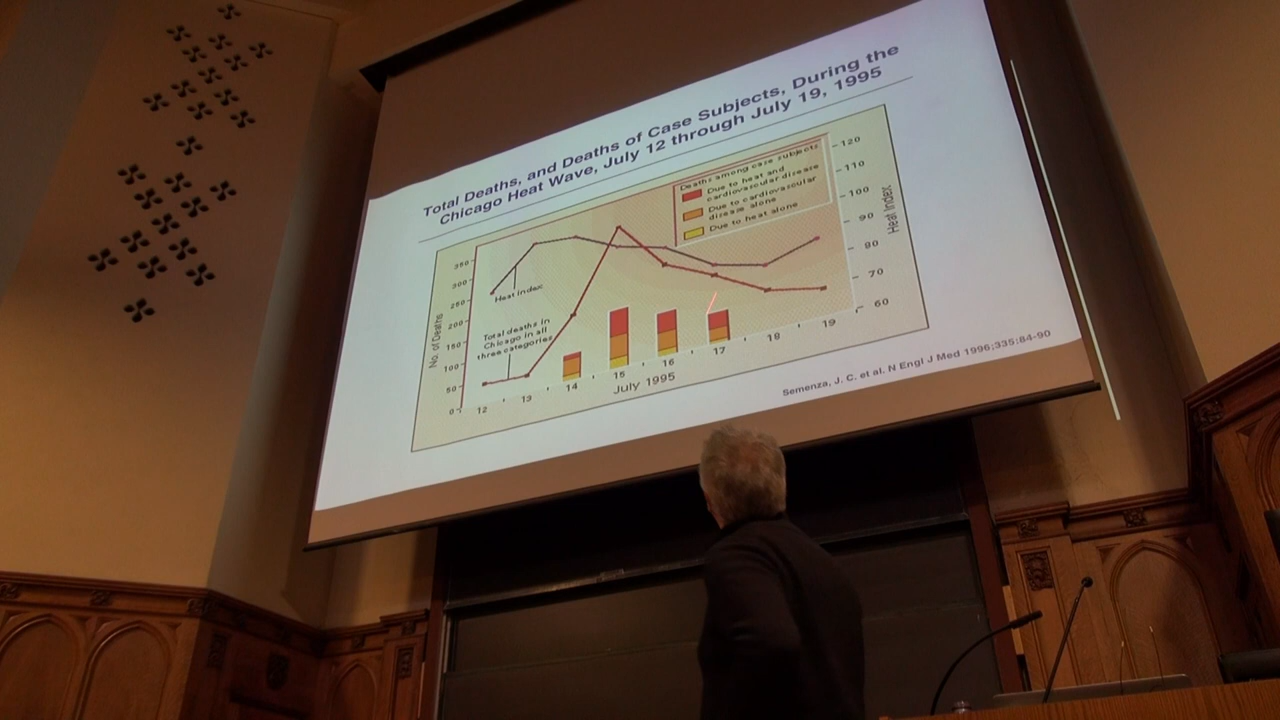 Total Deaths, and Deaths of Case Subjects, During the
Chicago Heat Wave, July 12 through July 19, 1995
Deaths among case subjects
Due to heat and
cardiovascular disease
Due to cardiovascular
disease alone
Due to heat alone
Heat index
Total deaths in
Chicago in all
three categories
No. of Deaths
350
300
250
200
150
100
50
0
120
110
100
90
80
70
60
Heat Index
12 13 14 15 16 17 18 19
July 1995
Semenza, J. C. et al. N Engl J Med 1996;335:84-90